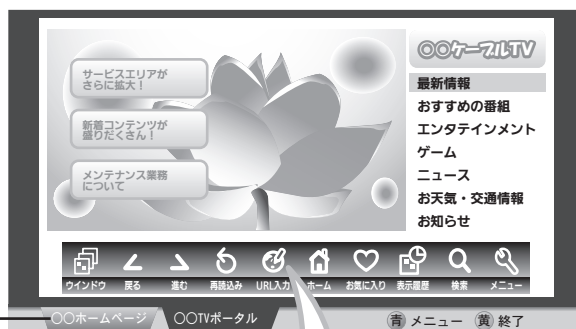 〇〇ケーブルTV
サービスエリアが
さらに拡大！
新着コンテンツが
盛りだくさん！
メンテナンス業務
について
最新情報
おすすめの番組
エンタテインメント
ゲーム
ニュース
お天気・交通情報
お知らせ
ウインドウ 戻る 進む 再読込み URL入力 ホーム お気に入り 表示履歴 検索 メニュー
〇〇ホームページ 〇〇TVポータル 青 メニュー 黄 終了